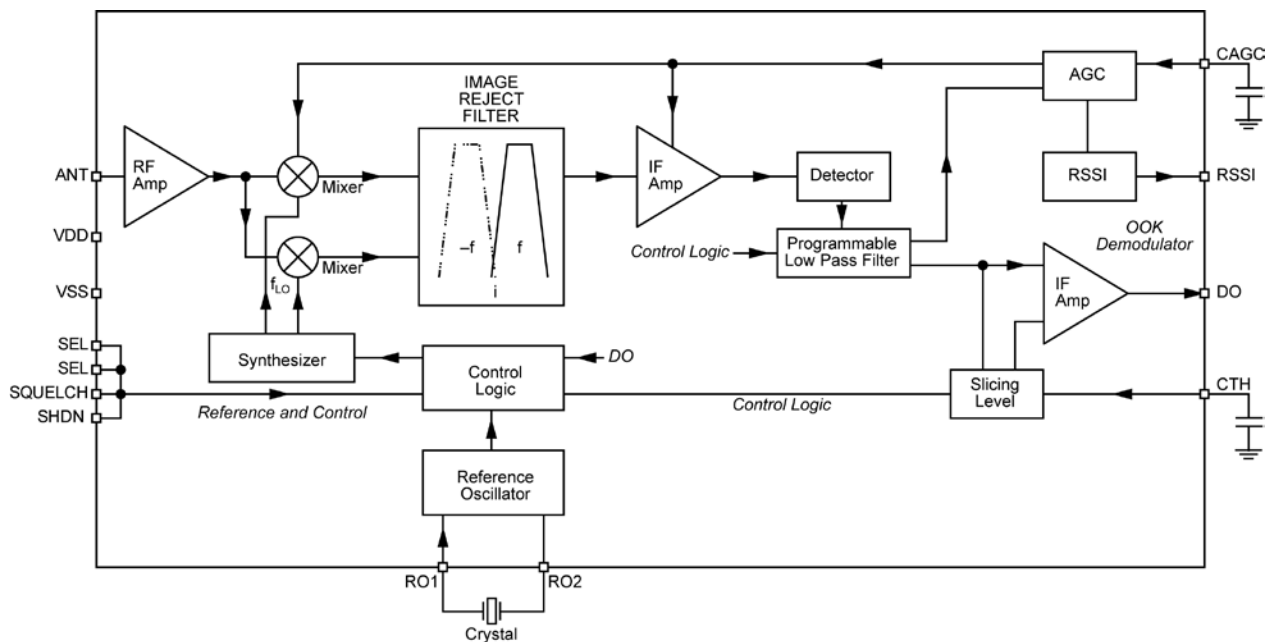 CAGC
AGC
IMAGE
REJECT
FILTER
RF
Amp
ANT
Mixer
IF
Amp
Detector
RSSI
RSSI
VDD
–f
f
Control Logic
Programmable
Low Pass Filter
OOK
Demodulator
Mixer
fLO
i
VSS
IF
Amp
DO
SEL
SEL
SQUELCH
SHDN
Synthesizer
DO
Control
Logic
Reference and Control
Control Logic
Slicing
Level
CTH
Reference
Oscillator
RO1
RO2
Crystal